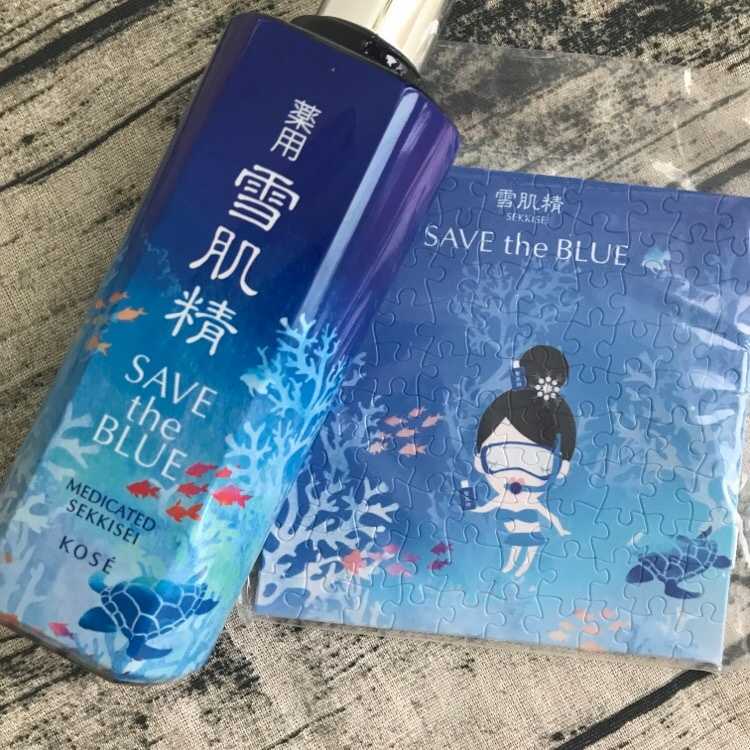 薬用
雪肌精
SAVE
the
BLUE
MEDICATED
SEKKISEI
KOSÉ
雪肌精
SEKKISEI
SAVE the BLUE